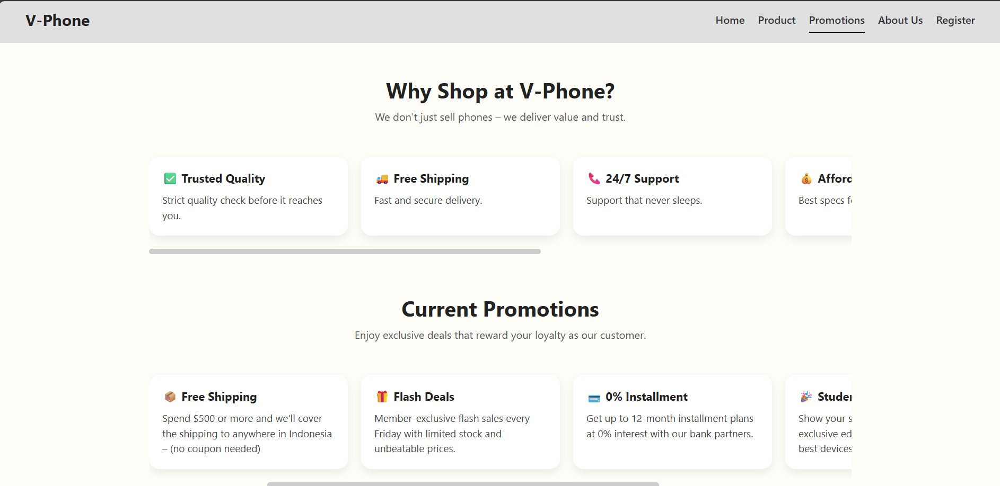 V-Phone
Home Product Promotions About Us Register
Why Shop at V-Phone?
We don't just sell phones – we deliver value and trust.
✅ Trusted Quality
Strict quality check before it reaches
you.
🚚 Free Shipping
Fast and secure delivery.
📞 24/7 Support
Support that never sleeps.
💰 Afford
Best specs f
Current Promotions
Enjoy exclusive deals that reward your loyalty as our customer.
📦 Free Shipping
Spend $500 or more and we'll cover
the shipping to anywhere in Indonesia
– (no coupon needed)
🎁 Flash Deals
Member-exclusive flash sales every
Friday with limited stock and
unbeatable prices.
💳 0% Installment
Get up to 12-month installment plans
at 0% interest with our bank partners.
🎉 Studen
Show your s
exclusive ed
best devices